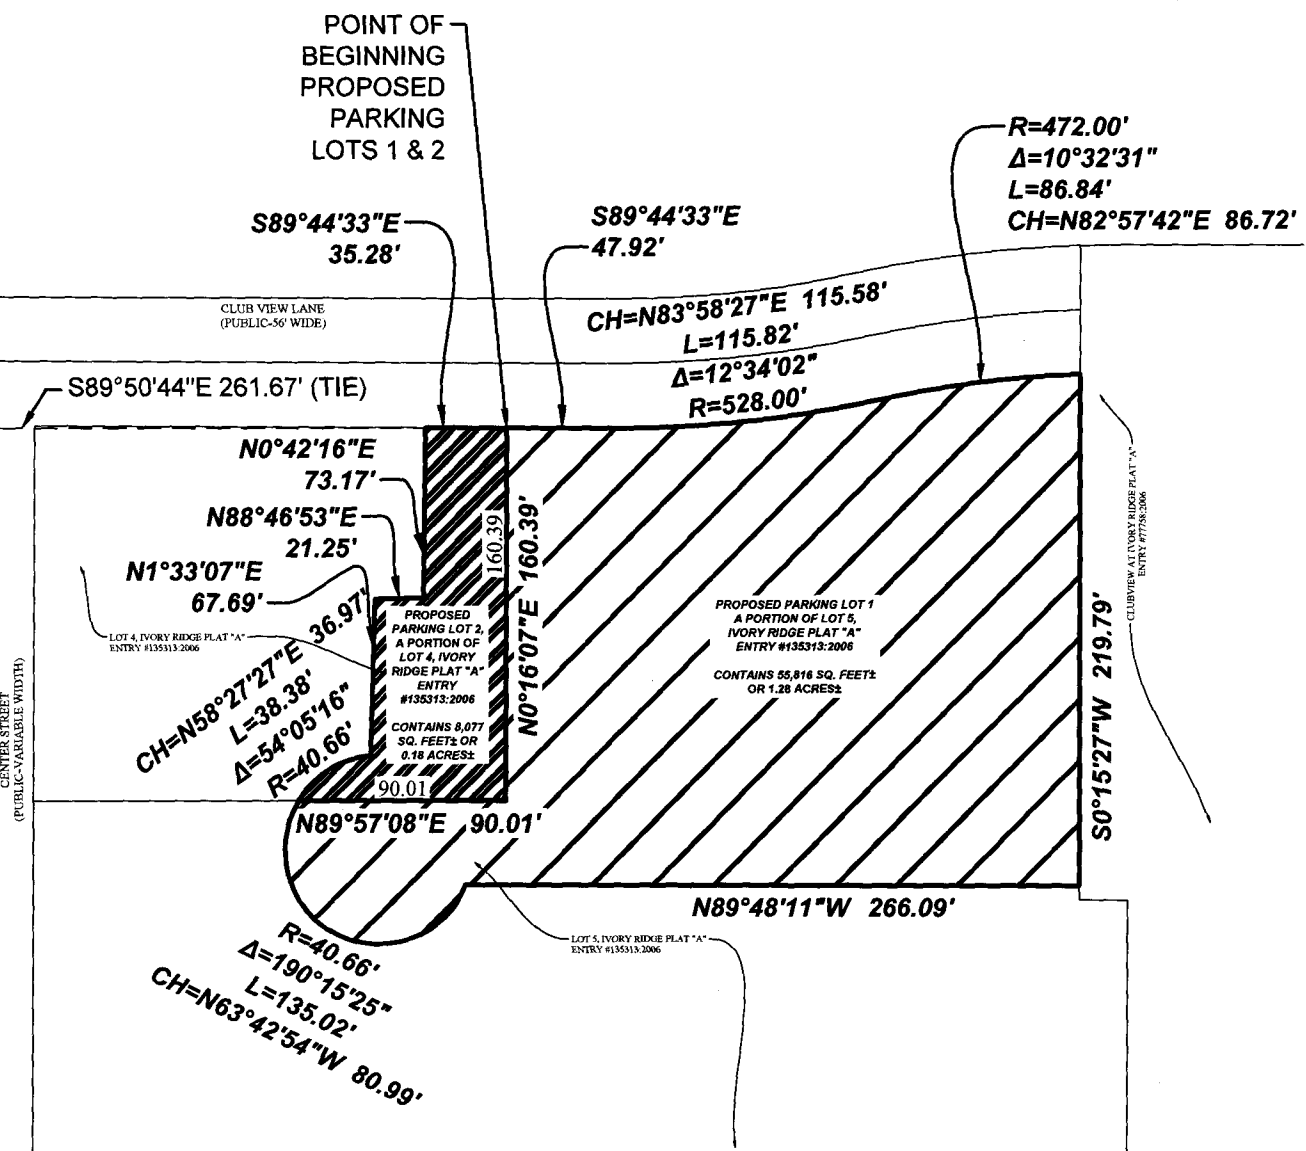 POINT OF
BEGINNING
PROPOSED
PARKING
LOTS 1 & 2
R=472.00'
Δ=10°32'31"
L=86.84'
CH=N82°57'42"E 86.72'
S89°44'33"E
35.28'
S89°44'33"E
47.92'
CLUB VIEW LANE
(PUBLIC-56' WIDE)
CH=N83°58'27"E 115.58'
L=115.82'
Δ=12°34'02"
R=528.00'
S89°50'44"E 261.67' (TIE)
N0°42'16"E
73.17'
N88°46'53"E
21.25'
N1°33'07"E
67.69'
160.39
N0°16'07"E 160.39'
CLUBVIEW AT IVORY RIDGE PLAT "A"
ENTRY #77758:2006
LOT 4, IVORY RIDGE PLAT "A"
ENTRY #135313:2006
PROPOSED
PARKING LOT 2,
A PORTION OF
LOT 4, IVORY
RIDGE PLAT "A"
ENTRY
#135313:2006
CONTAINS 8,077
SQ. FEET± OR
0.18 ACRES±
PROPOSED PARKING LOT 1
A PORTION OF LOT 5,
IVORY RIDGE PLAT "A"
ENTRY #135313:2006
CONTAINS 55,816 SQ. FEET±
OR 1.28 ACRES±
CH=N58°27'27"E 36.97'
L=38.38'
Δ=54°05'16"
R=40.66'
CENTER STREET
(PUBLIC-VARIABLE WIDTH)
S0°15'27"W 219.79'
90.01
N89°57'08"E 90.01'
N89°48'11"W 266.09'
LOT 5, IVORY RIDGE PLAT "A"
ENTRY #135313:2006
R=40.66'
Δ=190°15'25"
L=135.02'
CH=N63°42'54"W 80.99'